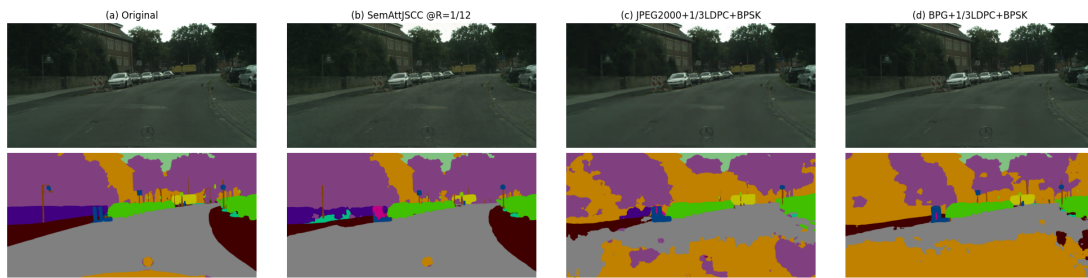 (a) Original
(b) SemAttJSCC @R=1/12
(c) JPEG2000+1/3LDPC+BPSK
(d) BPG+1/3LDPC+BPSK